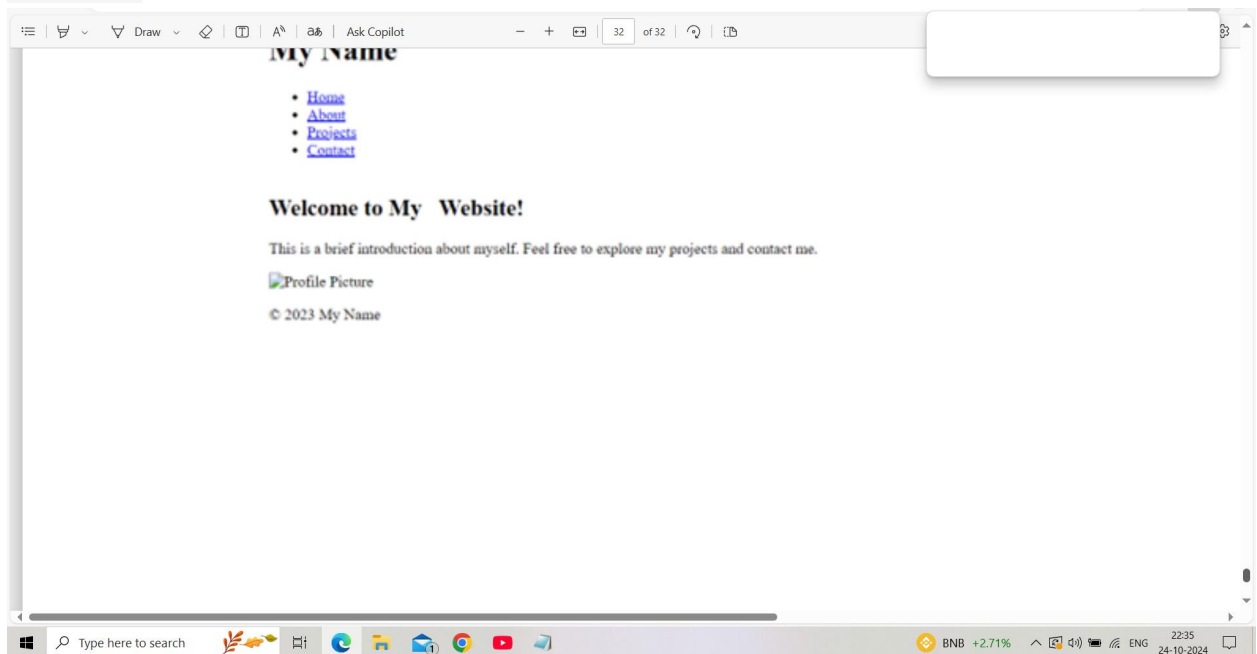 Draw
Ask Copilot
32 of 32
My Name
Home
About
Projects
Contact
Welcome to My Website!
This is a brief introduction about myself. Feel free to explore my projects and contact me.
Profile Picture
© 2023 My Name
Type here to search
1
BNB +2.71%
ENG
22:35
24-10-2024